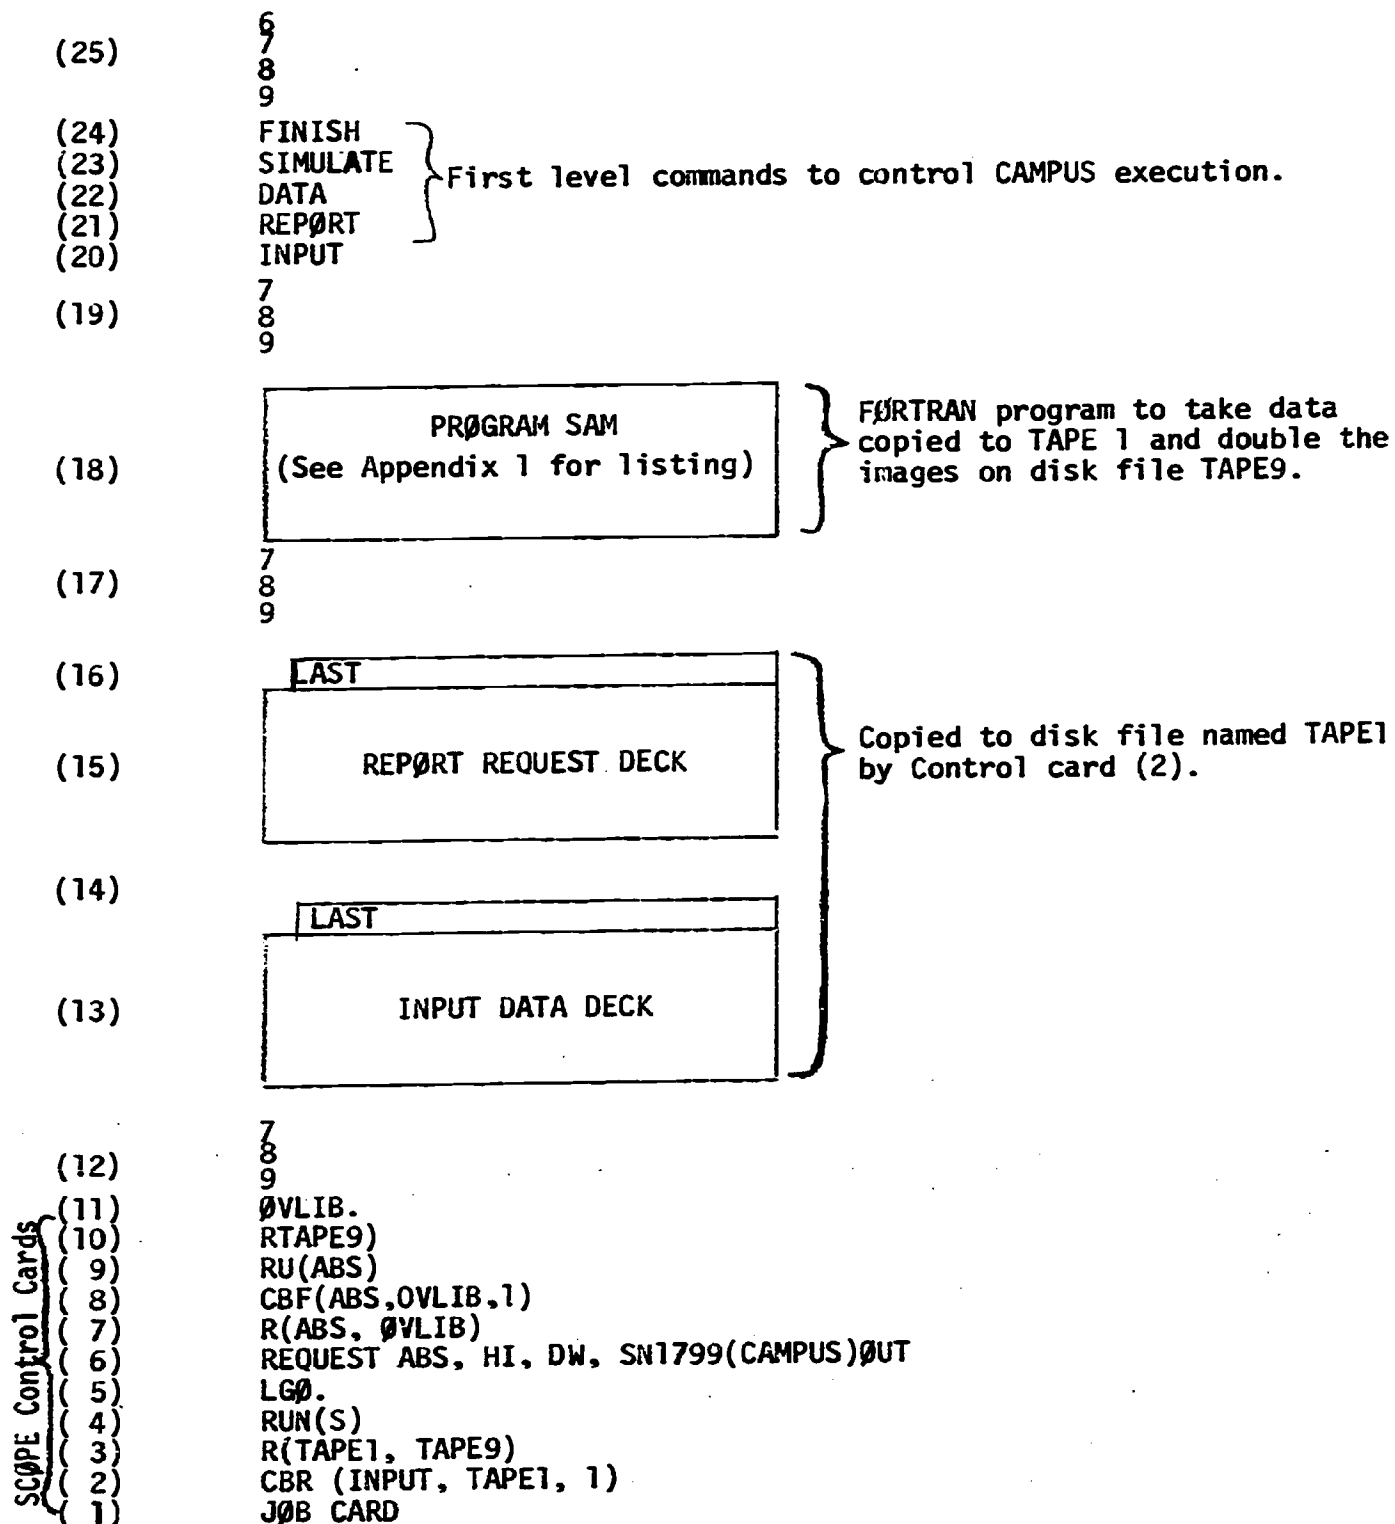 6
7
(25)
8
9
(24) FINISH
(23) SIMULATE
First level commands to control CAMPUS execution.
(22) DATA
(21) REPØRT
(20) INPUT
7
(19) 8
9
PRØGRAM SAM
(18) (See Appendix 1 for listing)
FØRTRAN program to take data
copied to TAPE 1 and double the
images on disk file TAPE9.
7
(17) 8
9
(16) LAST
(15) REPØRT REQUEST DECK
Copied to disk file named TAPE1
by Control card (2).
(14)
LAST
(13) INPUT DATA DECK
7
8
(12)
9
(11) ØVLIB.
(10) RTAPE9)
( 9) RU(ABS)
( 8) CBF(ABS,OVLIB,1)
( 7) R(ABS, ØVLIB)
( 6) REQUEST ABS, HI, DW, SN1799(CAMPUS)ØUT
( 5) LGØ.
( 4) RUN(S)
( 3) R(TAPE1, TAPE9)
( 2) CBR (INPUT, TAPE1, 1)
( 1) JØB CARD
SCØPE Control Cards